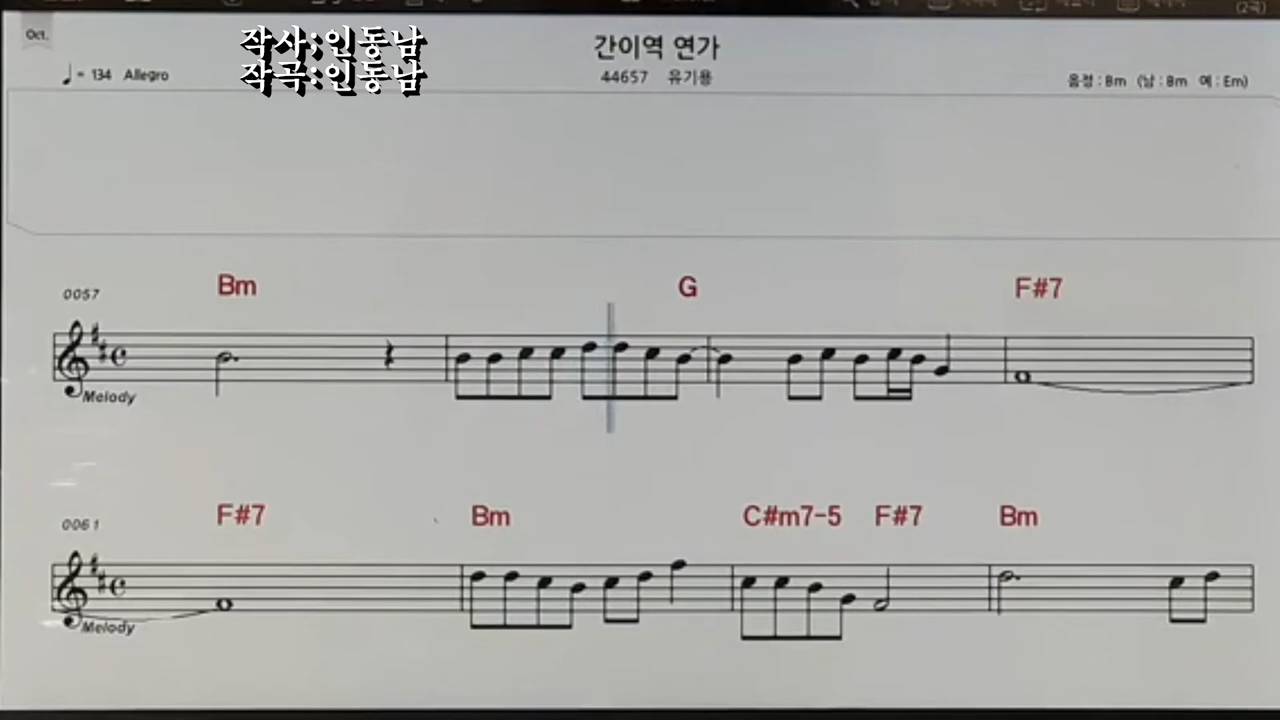 (2곡)
Oct.
작사:인동남
작곡:인동남
간이역 연가
♩= 134 Allegro
44657 유기용
음정 : Bm (남 : Bm 여 : Em)
Bm G F#7
0057
Melody
F#7 Bm C#m7-5 F#7 Bm
0061
Melody